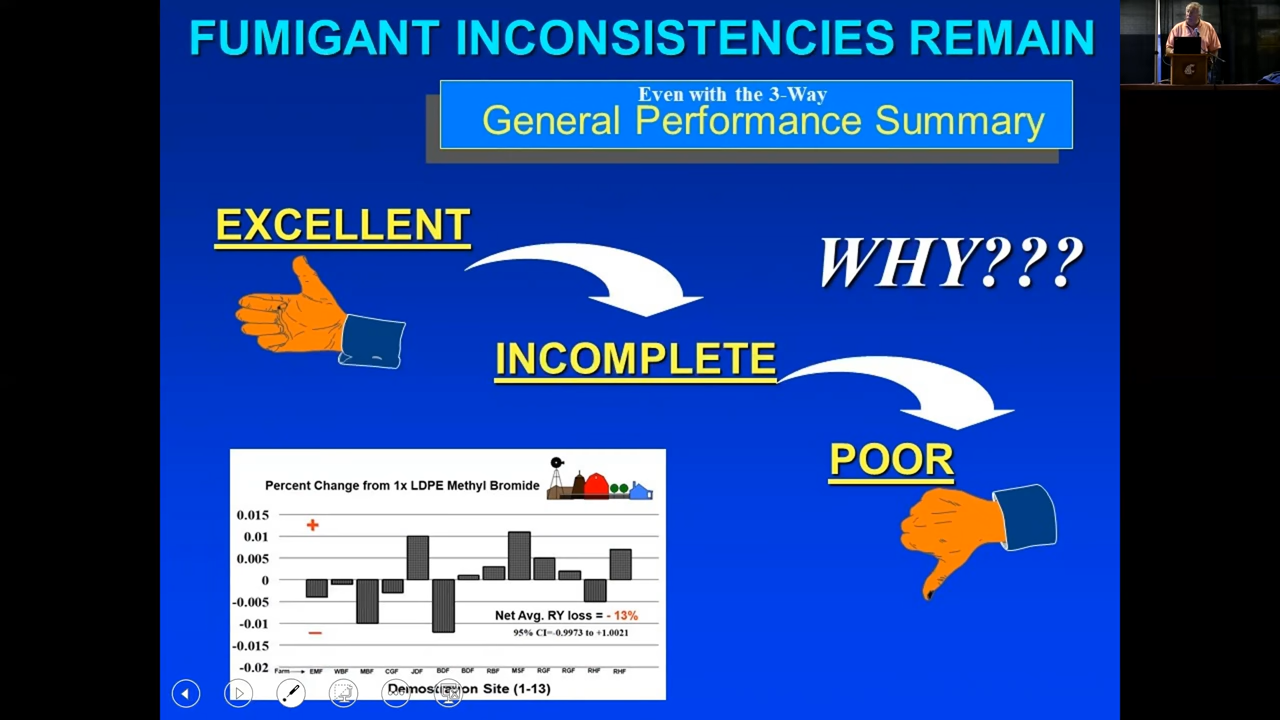 FUMIGANT INCONSISTENCIES REMAIN
Even with the 3-Way
General Performance Summary
EXCELLENT
WHY???
INCOMPLETE
POOR
Percent Change from 1x LDPE Methyl Bromide
0.015
+
0.01
0.005
0
-0.005
Net Avg. RY loss = - 13%
-0.01
95% CI=-0.9973 to +1.0021
−
-0.015
-0.02
Farm EMF WBF MBF CGF JDF BDF BDF RBF MSF RGF RGF RHF RHF
Demostration Site (1-13)